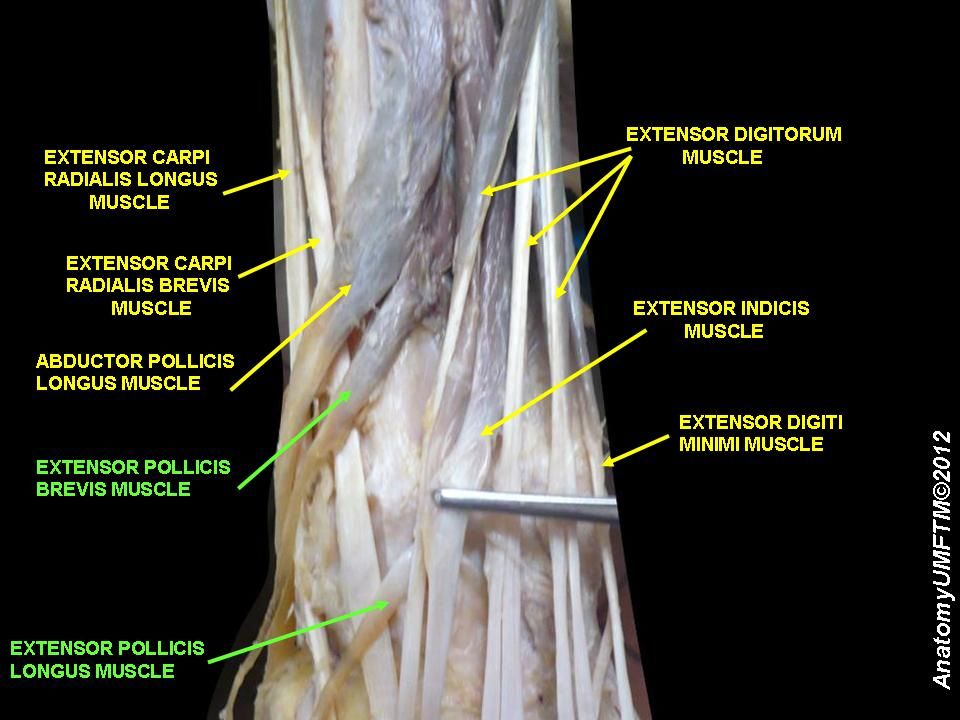 EXTENSOR CARPI
RADIALIS LONGUS
MUSCLE
EXTENSOR CARPI
RADIALIS BREVIS
MUSCLE
ABDUCTOR POLLICIS
LONGUS MUSCLE
EXTENSOR POLLICIS
BREVIS MUSCLE
EXTENSOR POLLICIS
LONGUS MUSCLE
EXTENSOR DIGITORUM
MUSCLE
EXTENSOR INDICIS
MUSCLE
EXTENSOR DIGITI
MINIMI MUSCLE
AnatomyUMFTM©2012